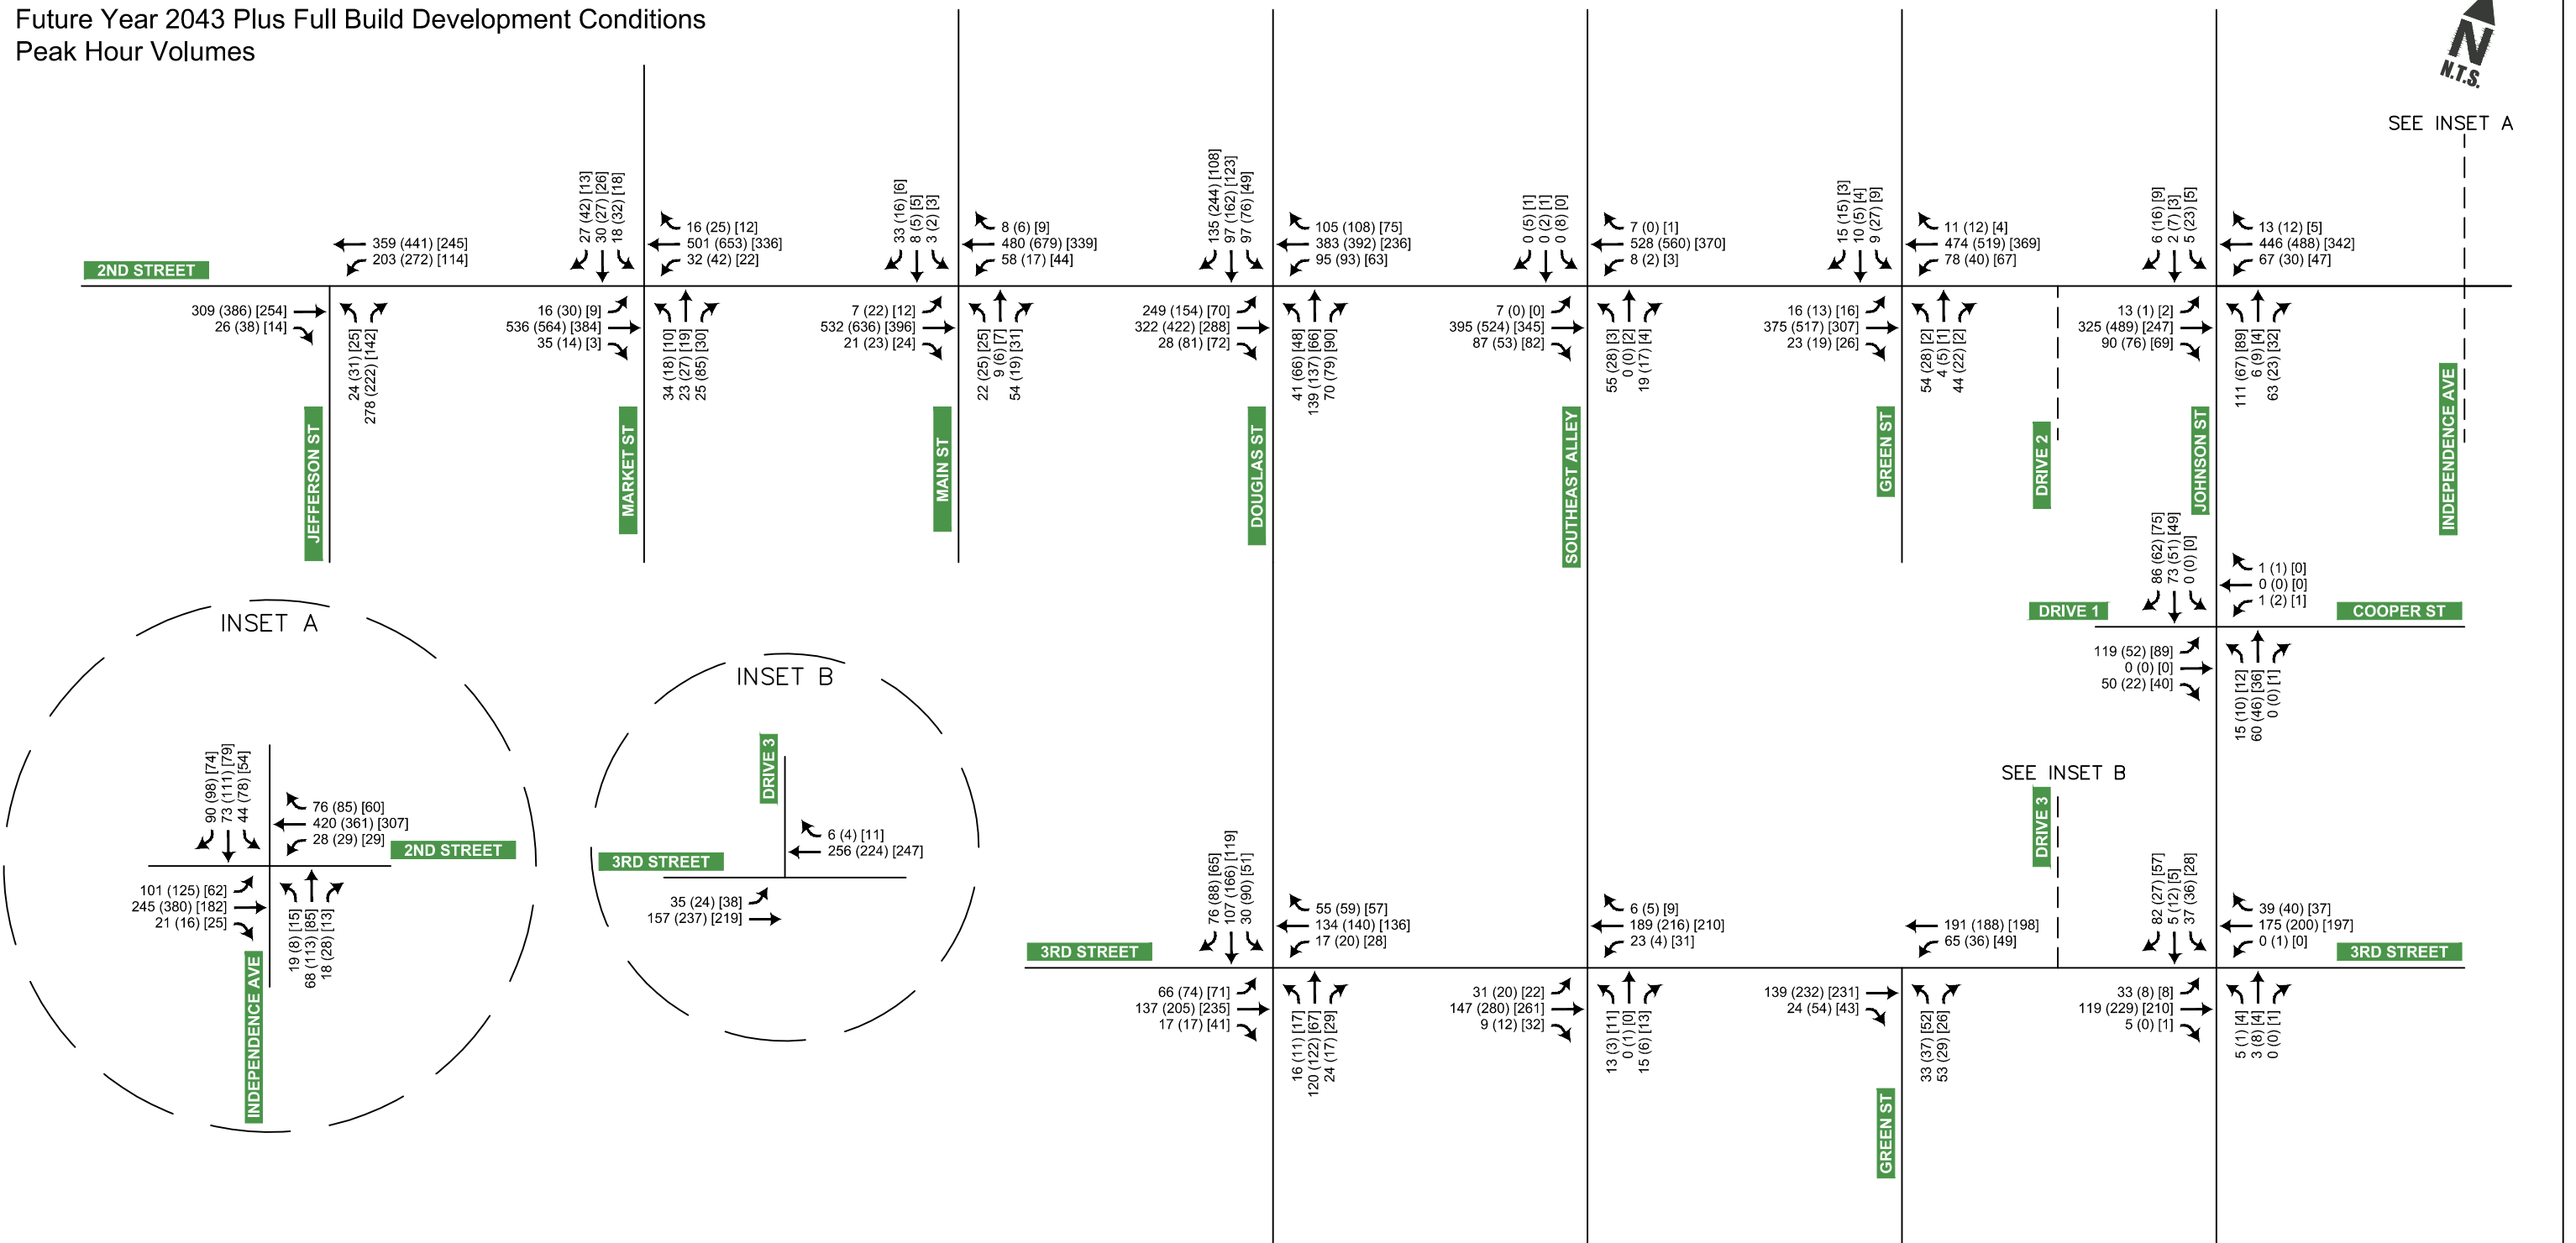 Future Year 2043 Plus Full Build Development Conditions
Peak Hour Volumes
N
N.T.S.
SEE INSET A
2ND STREET
359 (441) [245]
203 (272) [114]
309 (386) [254]
26 (38) [14]
24 (31) [25]
278 (222) [142]
JEFFERSON ST
27 (42) [13]
30 (27) [26]
18 (32) [18]
16 (25) [12]
501 (653) [336]
32 (42) [22]
16 (30) [9]
536 (564) [384]
35 (14) [3]
34 (18) [10]
23 (27) [19]
25 (85) [30]
MARKET ST
33 (16) [6]
8 (5) [5]
3 (2) [3]
8 (6) [9]
480 (679) [339]
58 (17) [44]
7 (22) [12]
532 (636) [396]
21 (23) [24]
22 (25) [25]
9 (6) [7]
54 (19) [31]
MAIN ST
135 (244) [108]
97 (162) [123]
97 (76) [49]
105 (108) [75]
383 (392) [236]
95 (93) [63]
249 (154) [70]
322 (422) [288]
28 (81) [72]
41 (66) [48]
139 (137) [66]
70 (79) [90]
DOUGLAS ST
0 (5) [1]
0 (2) [1]
0 (8) [0]
7 (0) [1]
528 (560) [370]
8 (2) [3]
7 (0) [0]
395 (524) [345]
87 (53) [82]
55 (28) [3]
0 (0) [2]
19 (17) [4]
SOUTHEAST ALLEY
15 (15) [3]
10 (5) [4]
9 (27) [9]
11 (12) [4]
474 (519) [369]
78 (40) [67]
16 (13) [16]
375 (517) [307]
23 (19) [26]
54 (28) [2]
4 (5) [1]
44 (22) [2]
GREEN ST
DRIVE 2
6 (16) [9]
2 (7) [3]
5 (23) [5]
13 (12) [5]
446 (488) [342]
67 (30) [47]
13 (1) [2]
325 (489) [247]
90 (76) [69]
111 (67) [89]
6 (9) [4]
63 (23) [32]
JOHNSON ST
INDEPENDENCE AVE
86 (62) [75]
73 (51) [49]
0 (0) [0]
1 (1) [0]
0 (0) [0]
1 (2) [1]
DRIVE 1
COOPER ST
119 (52) [89]
0 (0) [0]
50 (22) [40]
15 (10) [12]
60 (46) [36]
0 (0) [1]
INSET A
90 (98) [74]
73 (111) [79]
44 (78) [54]
76 (85) [60]
420 (361) [307]
28 (29) [29]
2ND STREET
101 (125) [62]
245 (380) [182]
21 (16) [25]
19 (8) [15]
68 (113) [85]
18 (28) [13]
INDEPENDENCE AVE
INSET B
DRIVE 3
6 (4) [11]
256 (224) [247]
3RD STREET
35 (24) [38]
157 (237) [219]
SEE INSET B
DRIVE 3
3RD STREET
76 (88) [65]
107 (166) [119]
30 (90) [51]
55 (59) [57]
134 (140) [136]
17 (20) [28]
66 (74) [71]
137 (205) [235]
17 (17) [41]
16 (11) [17]
120 (122) [67]
24 (17) [29]
6 (5) [9]
189 (216) [210]
23 (4) [31]
31 (20) [22]
147 (280) [261]
9 (12) [32]
13 (3) [11]
0 (1) [0]
15 (6) [13]
191 (188) [198]
65 (36) [49]
139 (232) [231]
24 (54) [43]
33 (37) [52]
53 (29) [26]
GREEN ST
82 (27) [57]
5 (12) [5]
37 (36) [28]
39 (40) [37]
175 (200) [197]
0 (1) [0]
3RD STREET
33 (8) [8]
119 (229) [210]
5 (0) [1]
5 (1) [4]
3 (8) [4]
0 (0) [1]